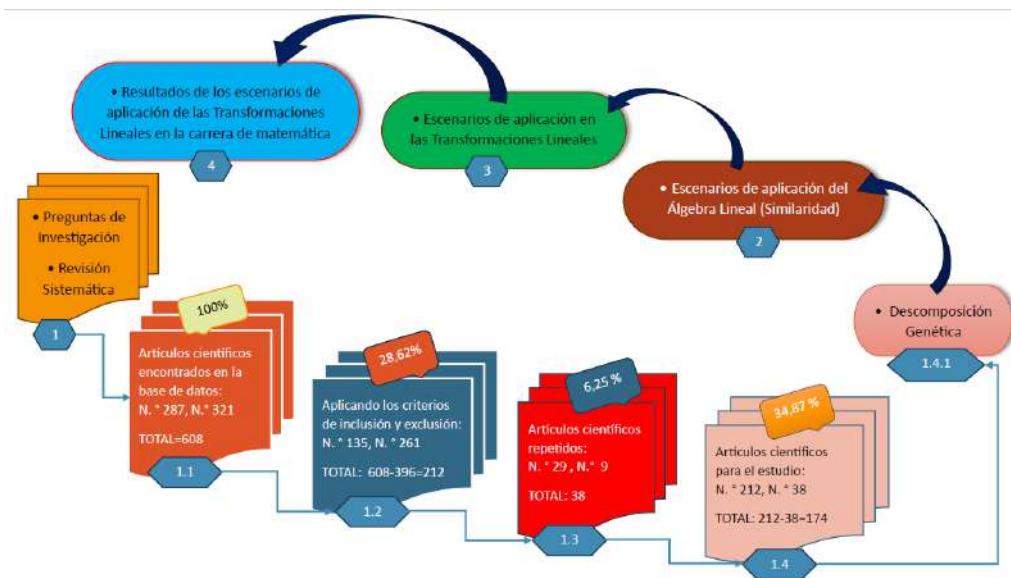 • Resultados de los escenarios de
aplicación de las Transformaciones
Lineales en la carrera de matemática
4
• Escenarios de aplicación en
las Transformaciones Lineales
3
• Escenarios de aplicación del
Álgebra Lineal (Similaridad)
2
• Descomposición
Genética
1.4.1
• Preguntas de
Investigación
• Revisión
Sistemática
1
100%
Artículos científicos
encontrados en la
base de datos:
N. ° 287, N.° 321
TOTAL=608
1.1
28,62%
Aplicando los criterios
de inclusión y exclusión:
N. ° 135, N. ° 261
TOTAL: 608-396=212
1.2
6,25 %
Artículos científicos
repetidos:
N. ° 29 , N.° 9
TOTAL: 38
1.3
34,87 %
Artículos científicos
para el estudio:
N. ° 212, N. ° 38
TOTAL: 212-38=174
1.4